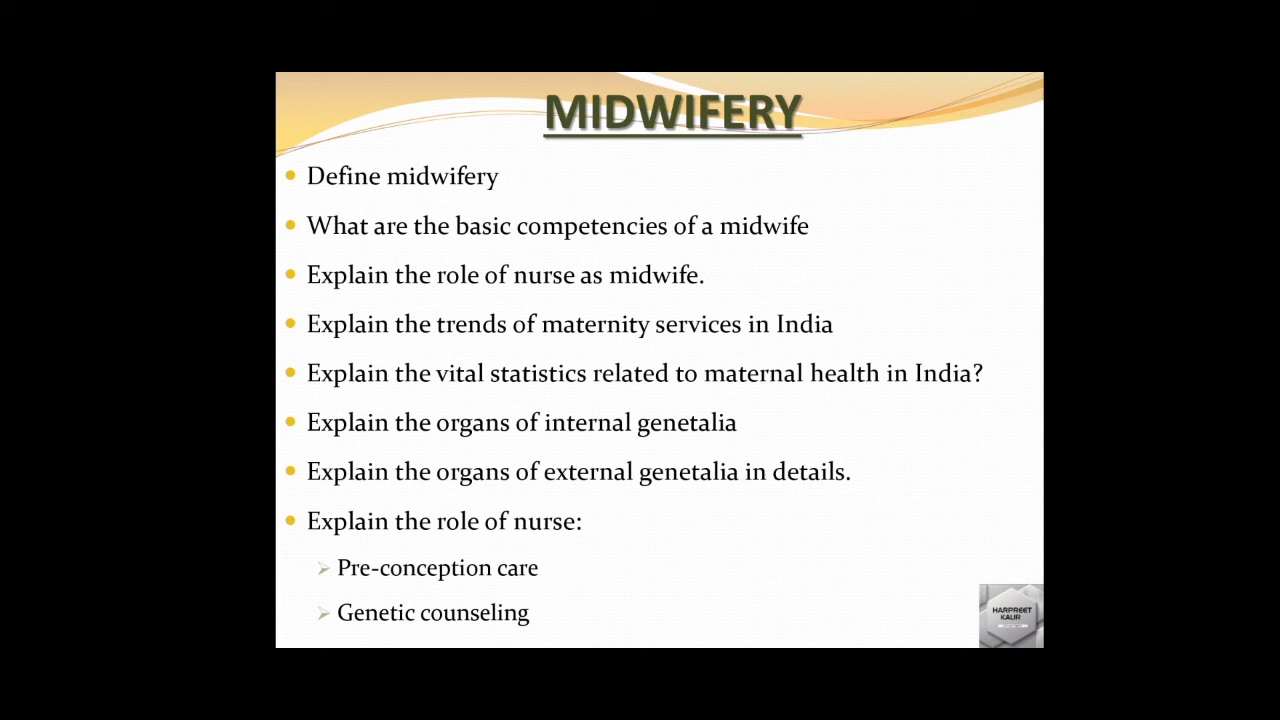 MIDWIFERY
Define midwifery
What are the basic competencies of a midwife
Explain the role of nurse as midwife.
Explain the trends of maternity services in India
Explain the vital statistics related to maternal health in India?
Explain the organs of internal genetalia
Explain the organs of external genetalia in details.
Explain the role of nurse:
Pre-conception care
Genetic counseling
HARPREET
KAUR